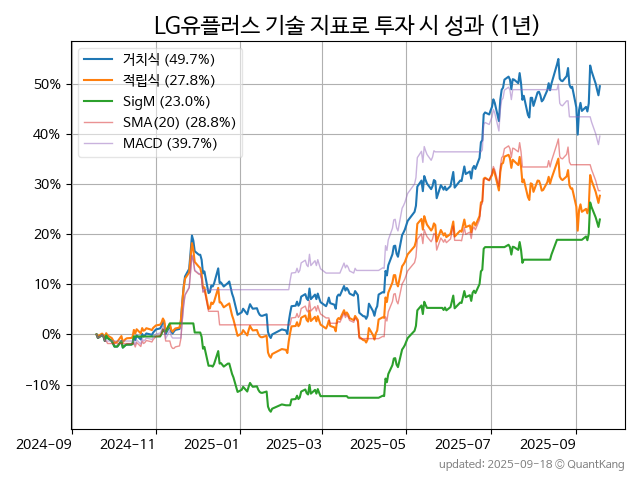 LG유플러스 기술 지표로 투자 시 성과 (1년)
거치식 (49.7%)
적립식 (27.8%)
SigM (23.0%)
SMA(20) (28.8%)
MACD (39.7%)
50%
40%
30%
20%
10%
0%
−10%
2024-09 2024-11 2025-01 2025-03 2025-05 2025-07 2025-09
updated: 2025-09-18 ⓒ QuantKang